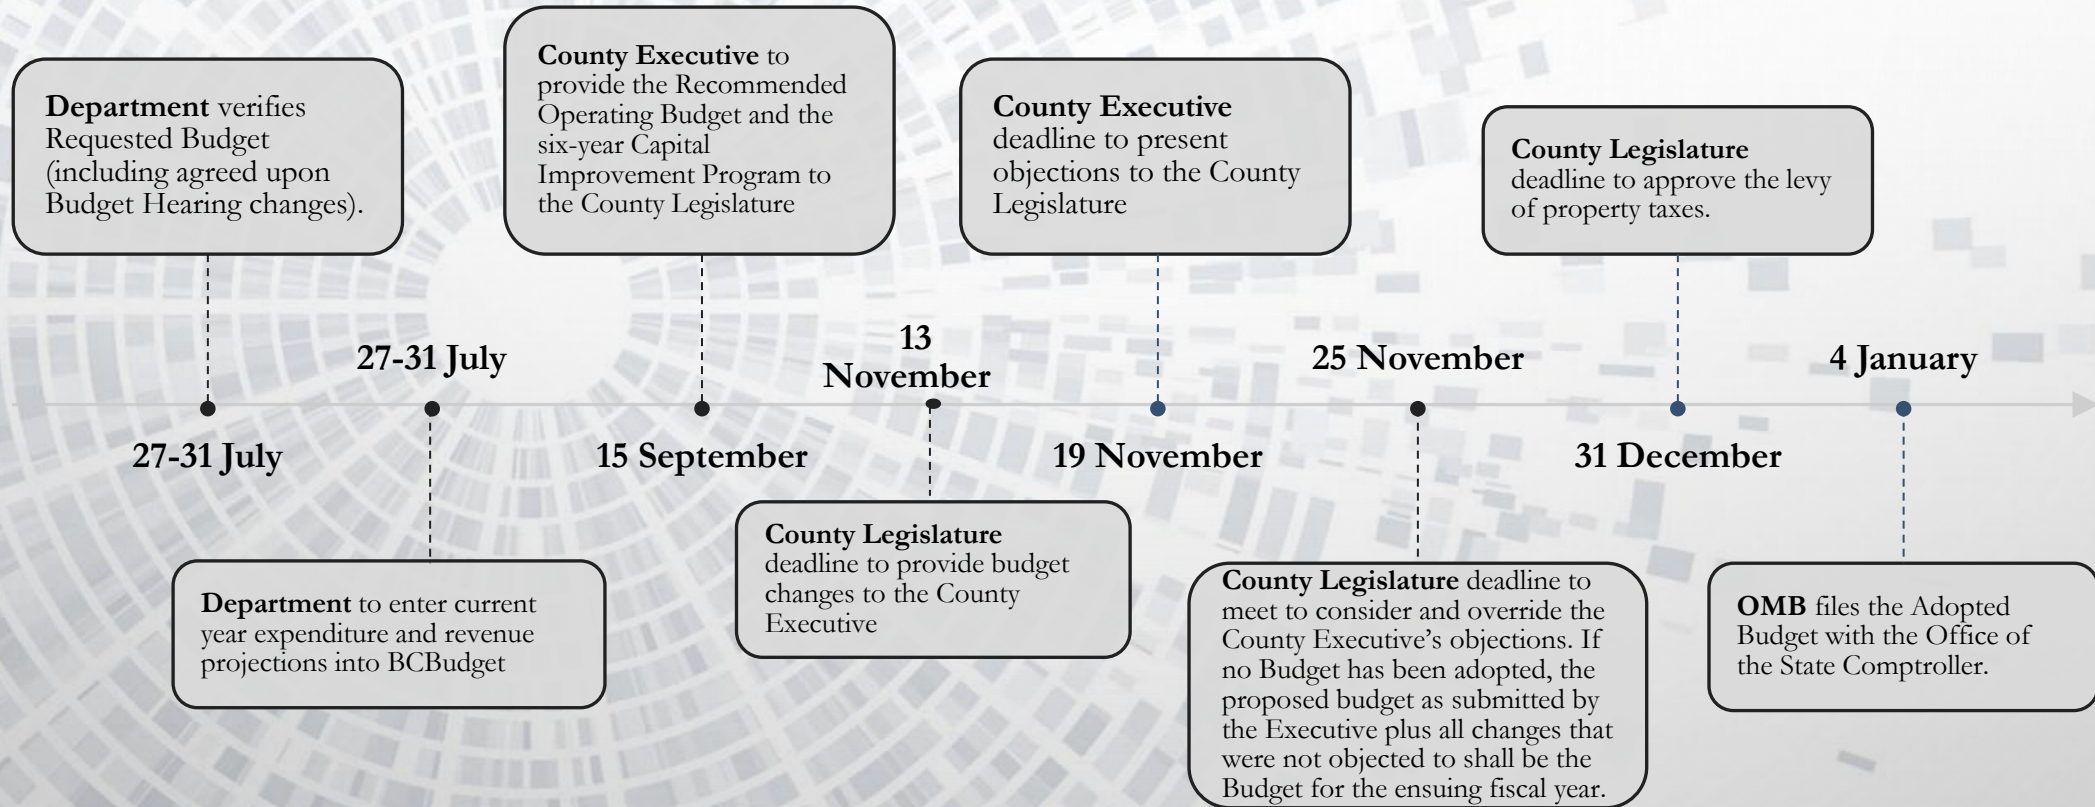 Department verifies
Requested Budget
(including agreed upon
Budget Hearing changes).
County Executive to
provide the Recommended
Operating Budget and the
six-year Capital
Improvement Program to
the County Legislature
County Executive
deadline to present
objections to the County
Legislature
County Legislature
deadline to approve the levy
of property taxes.
27-31 July
13
November
25 November
4 January
27-31 July
15 September
19 November
31 December
Department to enter current
year expenditure and revenue
projections into BCBudget
County Legislature
deadline to provide budget
changes to the County
Executive
County Legislature deadline to
meet to consider and override the
County Executive’s objections. If
no Budget has been adopted, the
proposed budget as submitted by
the Executive plus all changes that
were not objected to shall be the
Budget for the ensuing fiscal year.
OMB files the Adopted
Budget with the Office of
the State Comptroller.